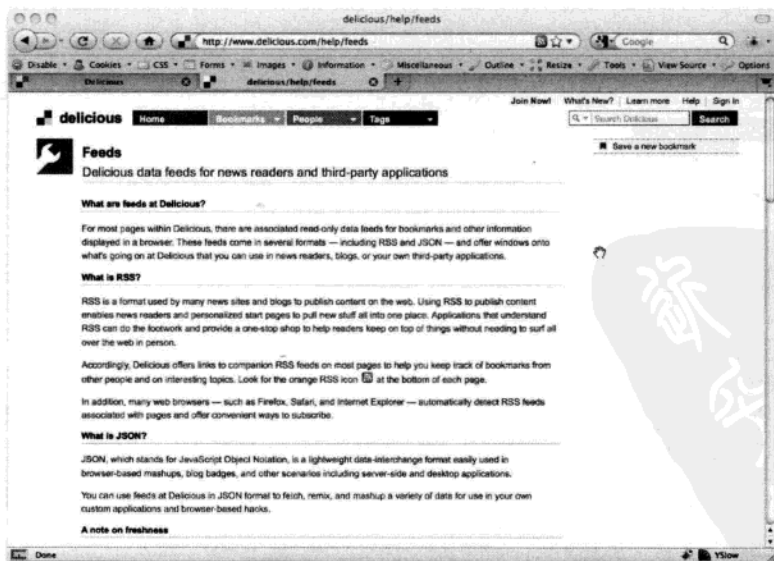 delicious/help/feeds
http://www.delicious.com/help/feeds
Google
Disable Cookies CSS Forms Images Information Miscellaneous Outline Resize Tools View Source Options
Delicious
delicious/help/feeds
Join Now! What's New? Learn more Help Sign In
delicious Home Bookmarks People Tags
Search Delicious Search
Save a new bookmark
Feeds
Delicious data feeds for news readers and third-party applications
What are feeds at Delicious?
For most pages within Delicious, there are associated read-only data feeds for bookmarks and other information
displayed in a browser. These feeds come in several formats — including RSS and JSON — and offer windows onto
what's going on at Delicious that you can use in news readers, blogs, or your own third-party applications.
What is RSS?
RSS is a format used by many news sites and blogs to publish content on the web. Using RSS to publish content
enables news readers and personalized start pages to pull new stuff all into one place. Applications that understand
RSS can do the footwork and provide a one-stop shop to help readers keep on top of things without needing to surf all
over the web in person.
Accordingly, Delicious offers links to companion RSS feeds on most pages to help you keep track of bookmarks from
other people and on interesting topics. Look for the orange RSS icon at the bottom of each page.
In addition, many web browsers — such as Firefox, Safari, and Internet Explorer — automatically detect RSS feeds
associated with pages and offer convenient ways to subscribe.
What is JSON?
JSON, which stands for JavaScript Object Notation, is a lightweight data-interchange format easily used in
browser-based mashups, blog badges, and other scenarios including server-side and desktop applications.
You can use feeds at Delicious in JSON format to fetch, remix, and mashup a variety of data for use in your own
custom applications and browser-based hacks.
A note on freshness
Done
YSlow